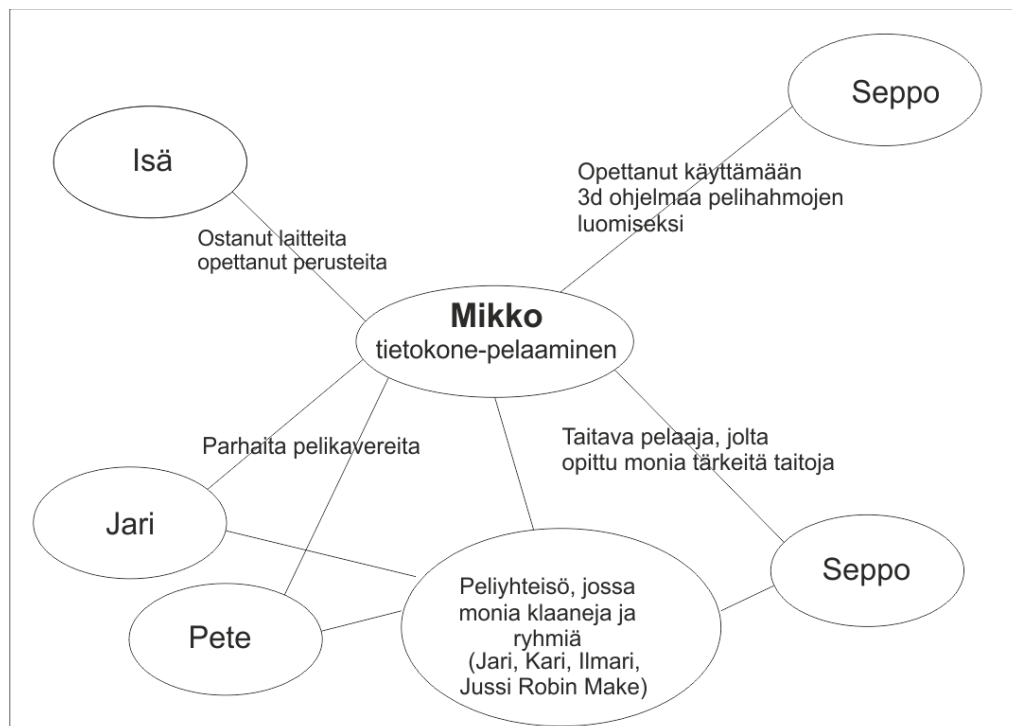 Seppo
Isä
Opettanut käyttämään
3d ohjelmaa pelihahmojen
luomiseksi
Ostanut laitteita
opettanut perusteita
Mikko
tietokone-pelaaminen
Parhaita pelikavereita
Taitava pelaaja, jolta
opittu monia tärkeitä taitoja
Jari
Seppo
Peliyhteisö, jossa
monia klaaneja ja
ryhmiä
(Jari, Kari, Ilmari,
Jussi Robin Make)
Pete